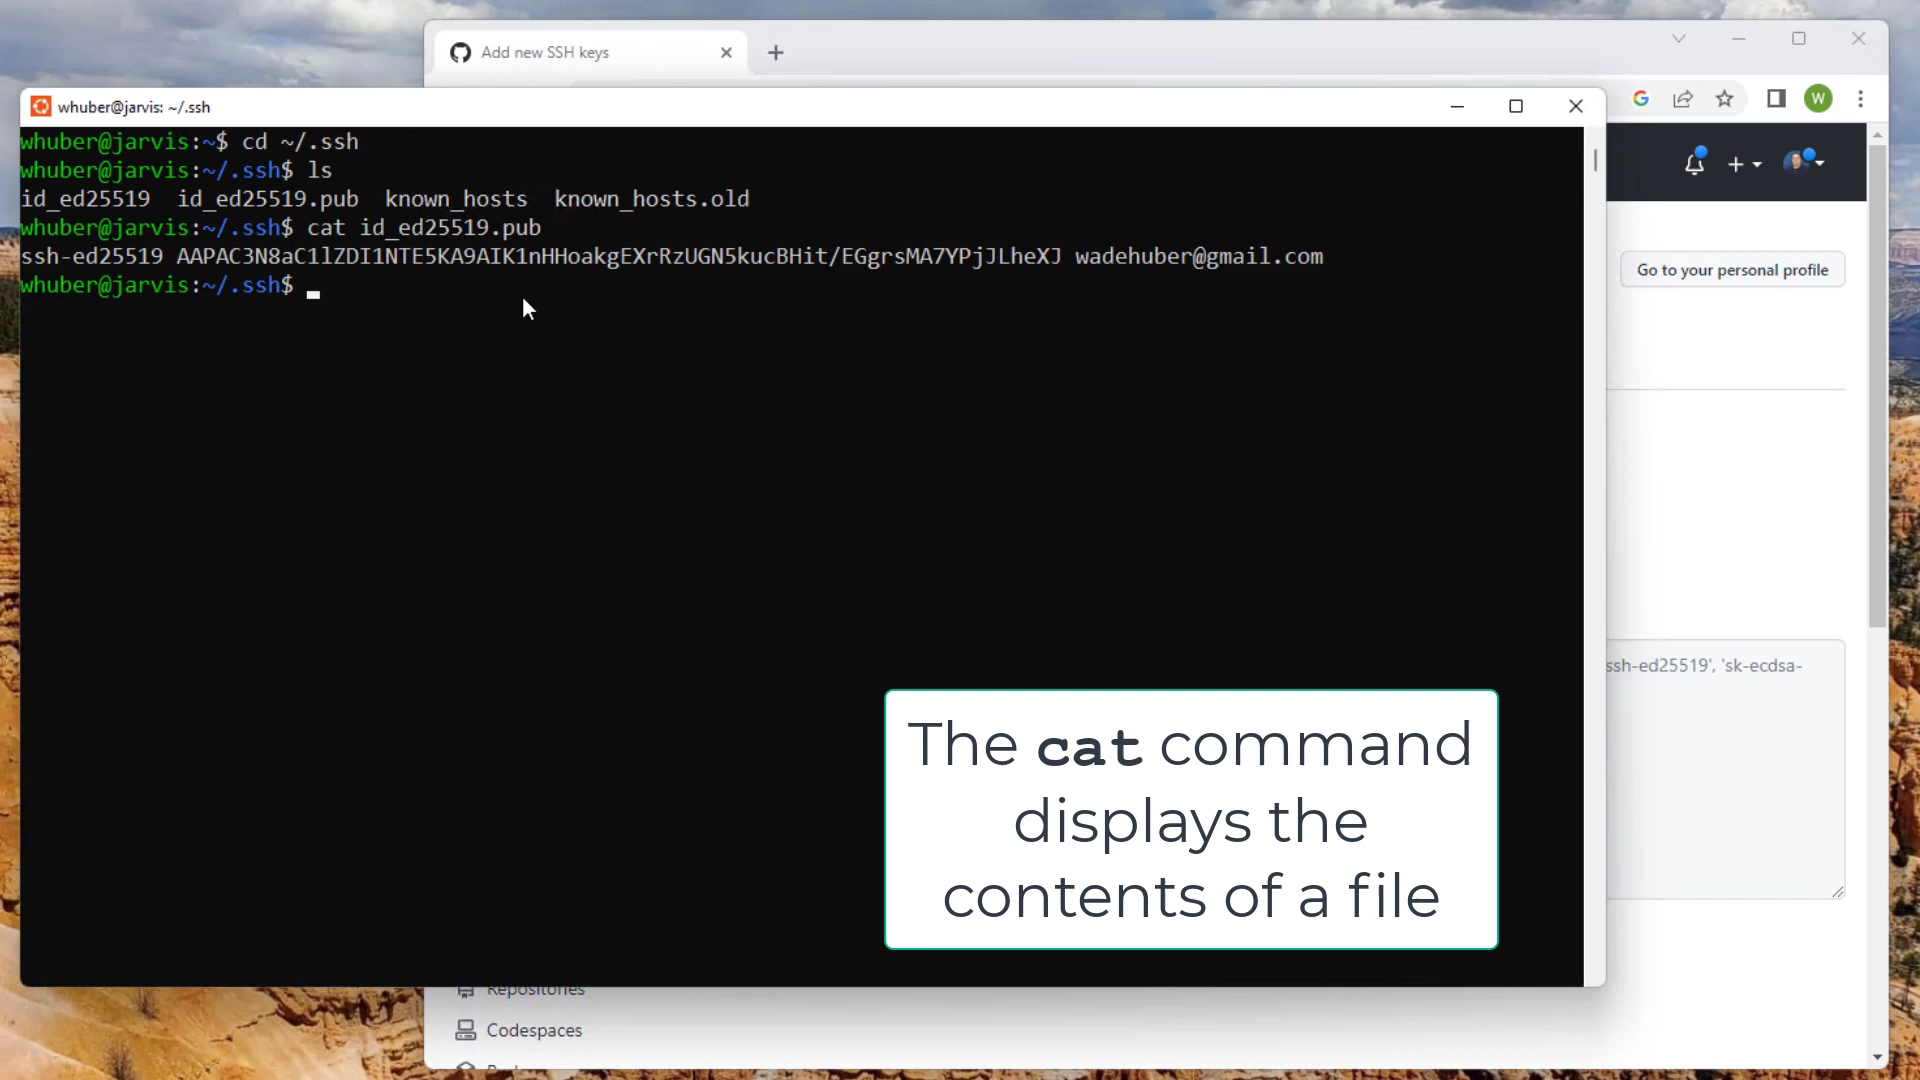 Add new SSH keys
whuber@jarvis: ~/.ssh
W
whuber@jarvis:~$ cd ~/.ssh
whuber@jarvis:~/.ssh$ ls
id_ed25519 id_ed25519.pub known_hosts known_hosts.old
whuber@jarvis:~/.ssh$ cat id_ed25519.pub
ssh-ed25519 AAPAC3N8aC1lZDI1NTE5KA9AIK1nHHoakgEXrRzUGN5kucBHit/EGgrsMA7YPjJLheXJ wadehuber@gmail.com
whuber@jarvis:~/.ssh$
Go to your personal profile
ssh-ed25519', 'sk-ecdsa-
The cat command
displays the
contents of a file
Repositories
Codespaces